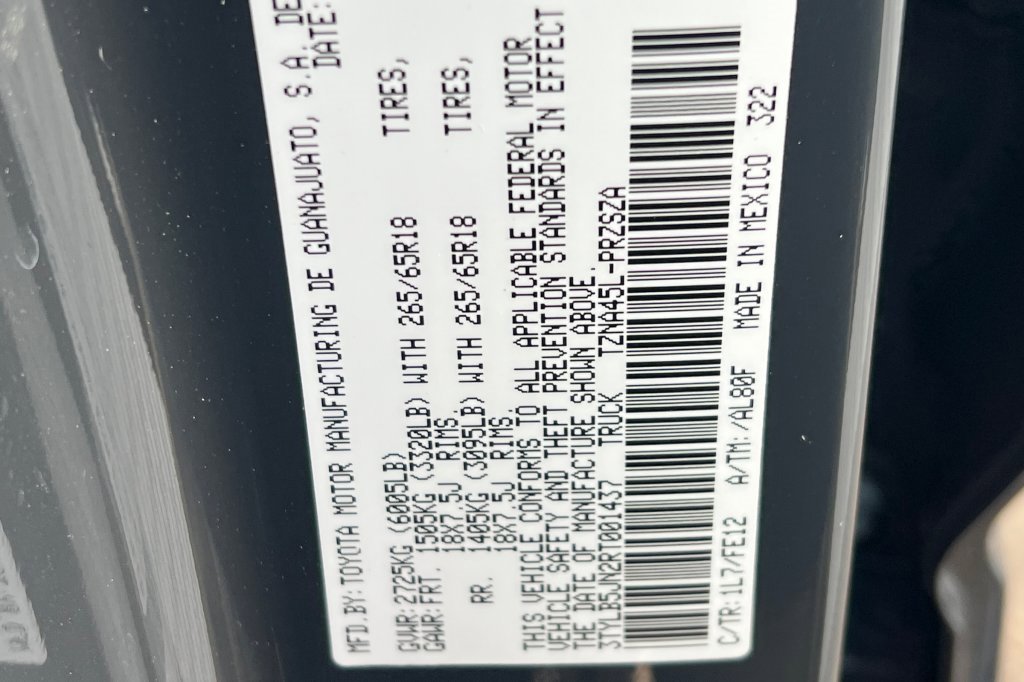 MFD.BY: TOYOTA MOTOR MANUFACTURING DE GUANAJUATO, S.A. DE
DATE:
GVWR: 2725KG (6005LB)
GAWR: FRT. 1505KG (3320LB) WITH 265/65R18 TIRES,
18X7.5J RIMS.
RR. 1405KG (3095LB) WITH 265/65R18 TIRES,
18X7.5J RIMS.
THIS VEHICLE CONFORMS TO ALL APPLICABLE FEDERAL MOTOR
VEHICLE SAFETY AND THEFT PREVENTION STANDARDS IN EFFECT
THE DATE OF MANUFACTURE SHOWN ABOVE.
3TYLB5JN2RT001437 TRUCK TZNA45L-PRZSZA
C/TR:1L7/FE12 A/TM:/AL80F MADE IN MEXICO 322